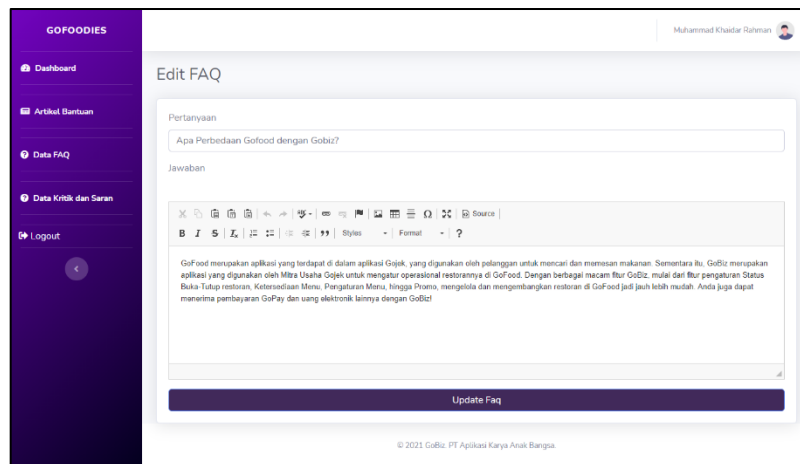 GOFOODIES
Muhammad Khaidar Rahman
Dashboard
Artikel Bantuan
Data FAQ
Data Kritik dan Saran
Logout
Edit FAQ
Pertanyaan
Apa Perbedaan Gofood dengan Gobiz?
Jawaban
Source
B I S Ix Styles Format ?
GoFood merupakan aplikasi yang terdapat di dalam aplikasi Gojek, yang digunakan oleh pelanggan untuk mencari dan memesan makanan. Sementara itu, GoBiz merupakan
aplikasi yang digunakan oleh Mitra Usaha Gojek untuk mengatur operasional restorannya di GoFood. Dengan berbagai macam fitur GoBiz, mulai dari fitur pengaturan Status
Buka-Tutup restoran, Ketersediaan Menu, Pengaturan Menu, hingga Promo, mengelola dan mengembangkan restoran di GoFood jadi jauh lebih mudah. Anda juga dapat
menerima pembayaran GoPay dan uang elektronik lainnya dengan GoBiz!
Update Faq
© 2021 GoBiz. PT Aplikasi Karya Anak Bangsa.